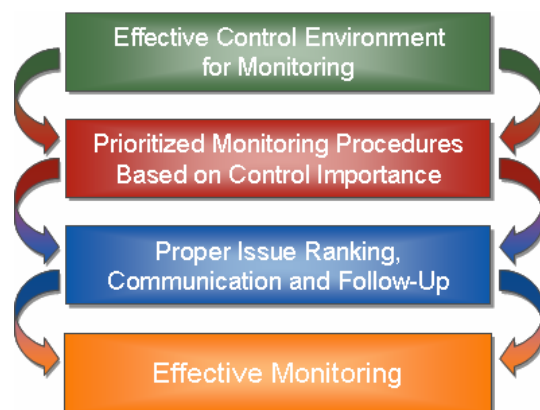 Effective Control Environment
for Monitoring
Prioritized Monitoring Procedures
Based on Control Importance
Proper Issue Ranking,
Communication and Follow-Up
Effective Monitoring